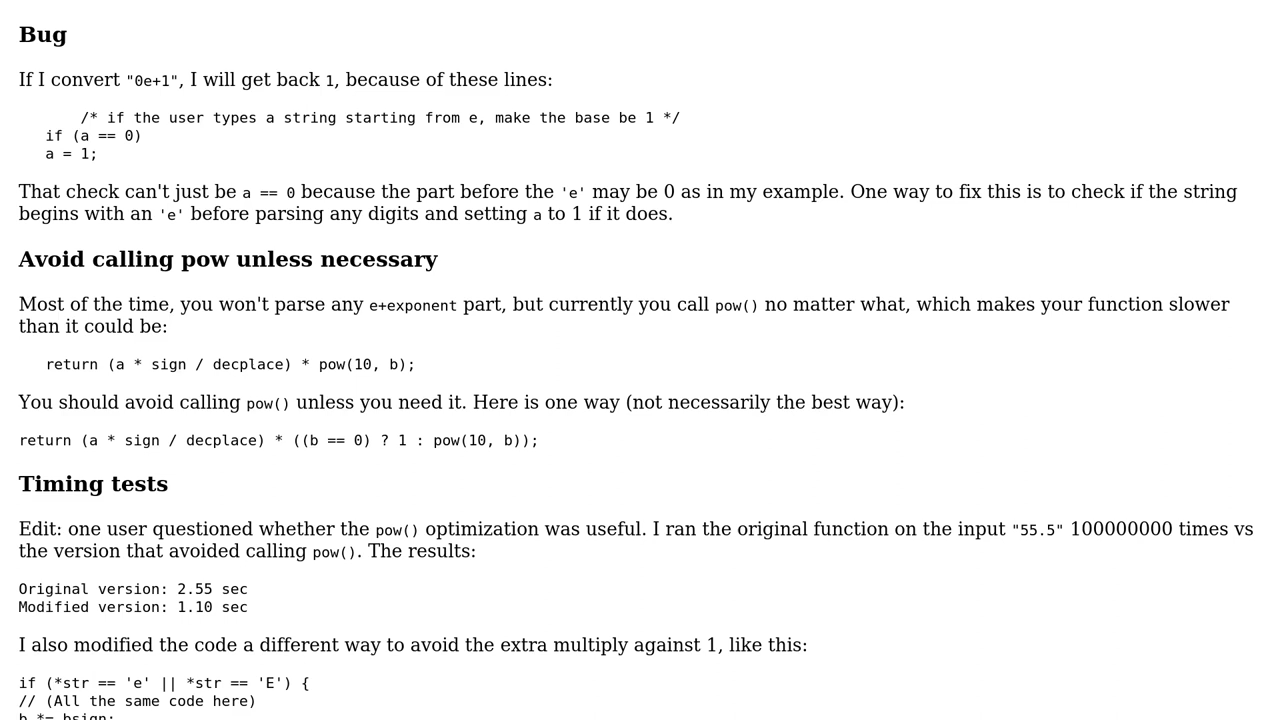 Bug
If I convert "0e+1", I will get back 1, because of these lines:
/* if the user types a string starting from e, make the base be 1 */
if (a == 0)
a = 1;
That check can't just be a == 0 because the part before the 'e' may be 0 as in my example. One way to fix this is to check if the string
begins with an 'e' before parsing any digits and setting a to 1 if it does.
Avoid calling pow unless necessary
Most of the time, you won't parse any e+exponent part, but currently you call pow() no matter what, which makes your function slower
than it could be:
return (a * sign / decplace) * pow(10, b);
You should avoid calling pow() unless you need it. Here is one way (not necessarily the best way):
return (a * sign / decplace) * ((b == 0) ? 1 : pow(10, b));
Timing tests
Edit: one user questioned whether the pow() optimization was useful. I ran the original function on the input "55.5" 100000000 times vs
the version that avoided calling pow(). The results:
Original version: 2.55 sec
Modified version: 1.10 sec
I also modified the code a different way to avoid the extra multiply against 1, like this:
if (*str == 'e' || *str == 'E') {
// (All the same code here)
b *= bsign;